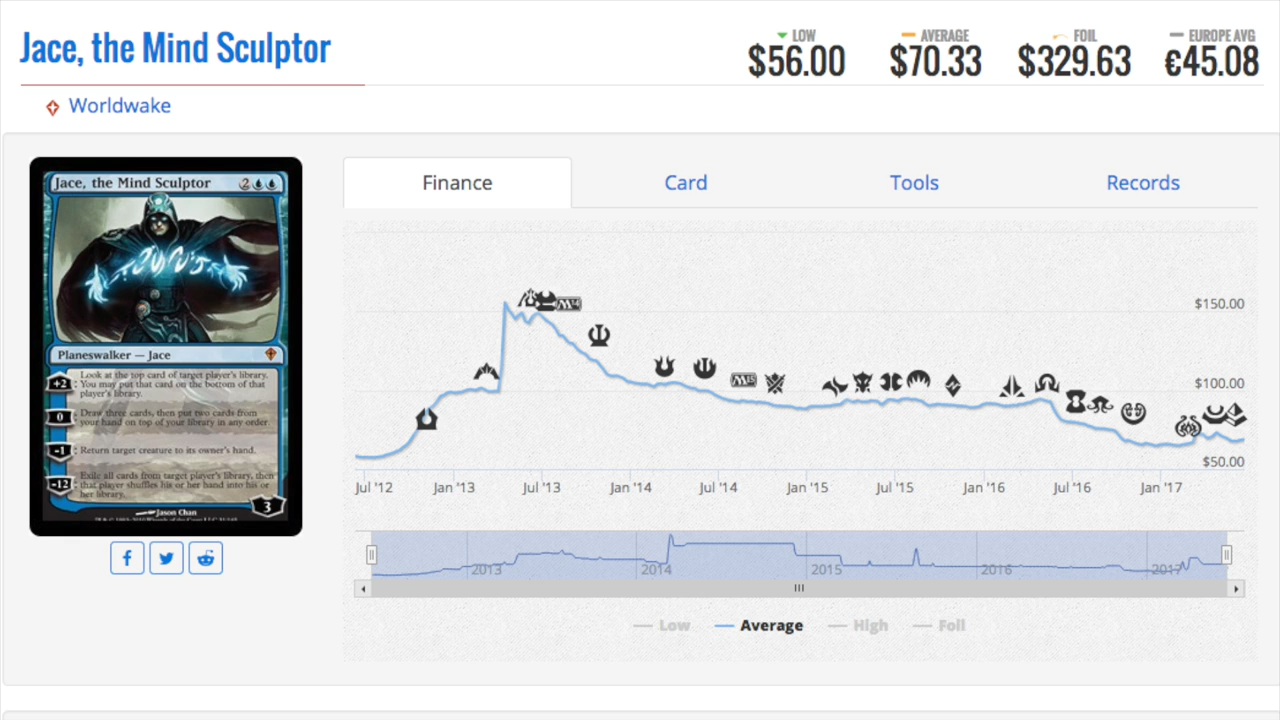 Jace, the Mind Sculptor
LOW
$56.00
AVERAGE
$70.33
FOIL
$329.63
EUROPE AVG
€45.08
Worldwake
Jace, the Mind Sculptor 2
Planeswalker — Jace
+2 : Look at the top card of target player's library.
You may put that card on the bottom of that
player's library.
0 : Draw three cards, then put two cards from
your hand on top of your library in any order.
-1 : Return target creature to its owner's hand.
-12 : Exile all cards from target player's library, then
that player shuffles his or her hand into his or
her library.
3
Jason Chan
Finance
Card
Tools
Records
M14
M15
$150.00
$100.00
$50.00
Jul '12 Jan '13 Jul '13 Jan '14 Jul '14 Jan '15 Jul '15 Jan '16 Jul '16 Jan '17
2013 2014 2015 2016 2017
Low Average High Foil